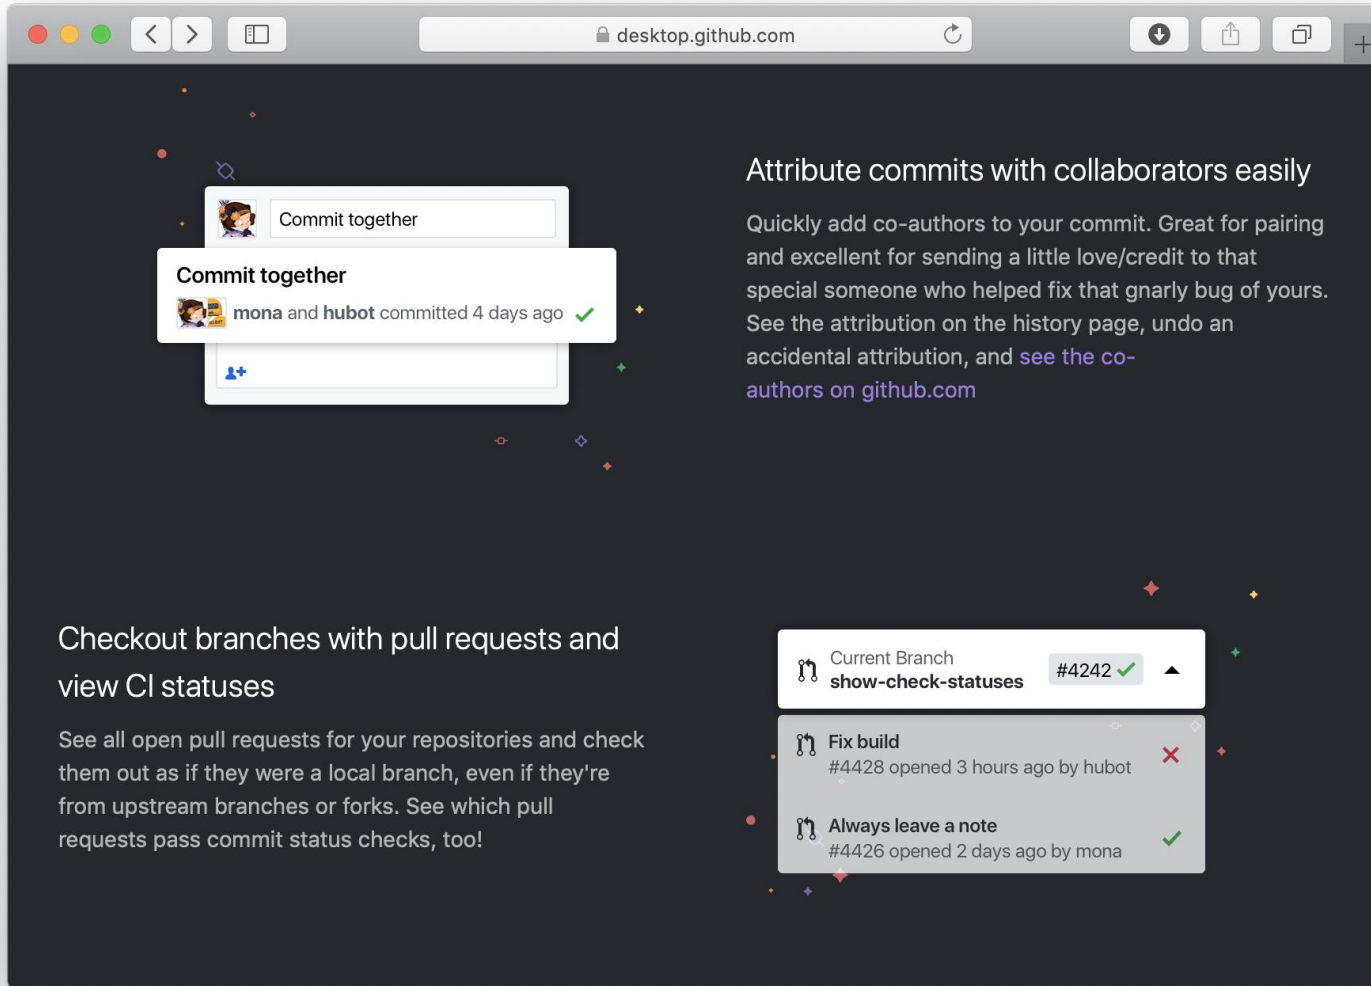 desktop.github.com
Commit together
Commit together
mona and hubot committed 4 days ago
Attribute commits with collaborators easily
Quickly add co-authors to your commit. Great for pairing
and excellent for sending a little love/credit to that
special someone who helped fix that gnarly bug of yours.
See the attribution on the history page, undo an
accidental attribution, and see the co-
authors on github.com
Checkout branches with pull requests and
view CI statuses
See all open pull requests for your repositories and check
them out as if they were a local branch, even if they're
from upstream branches or forks. See which pull
requests pass commit status checks, too!
Current Branch
show-check-statuses
#4242
Fix build
#4428 opened 3 hours ago by hubot
Always leave a note
#4426 opened 2 days ago by mona